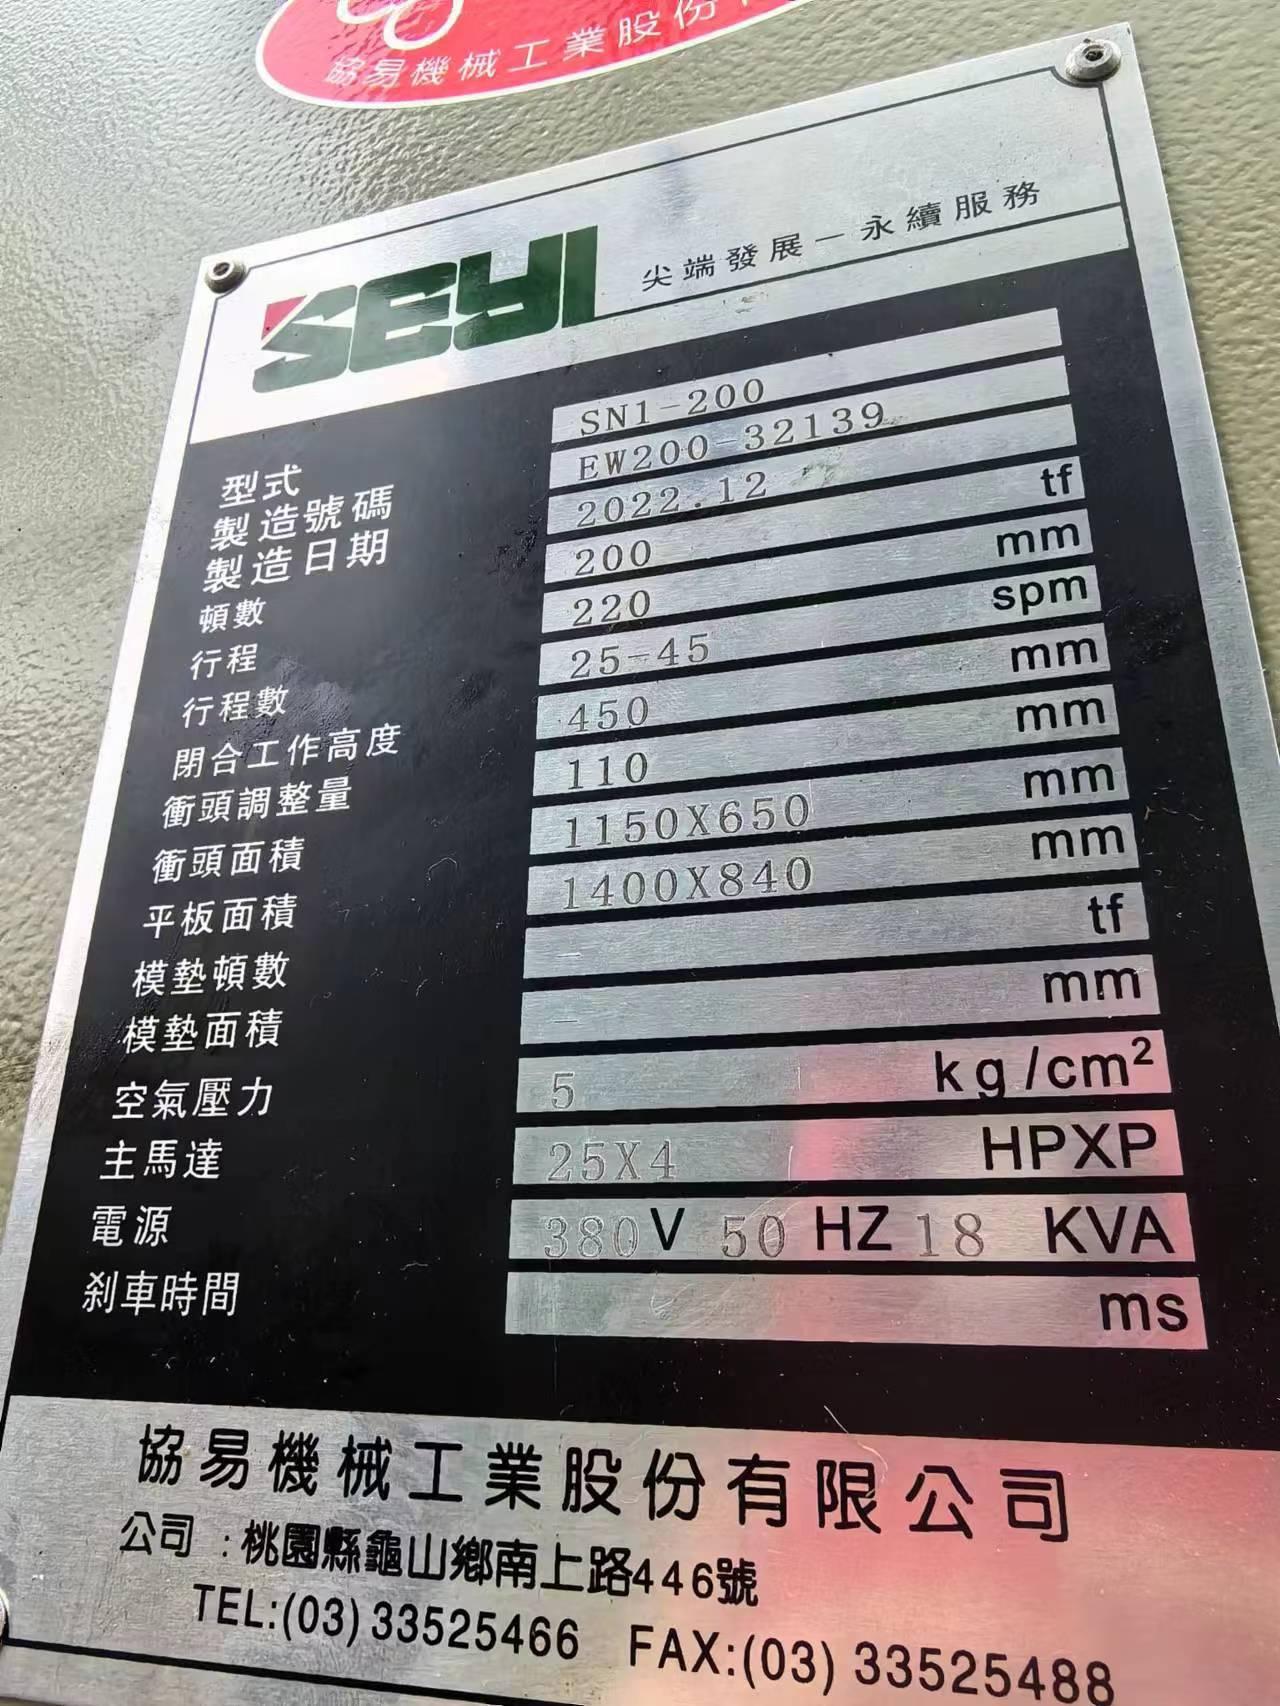 協易機械工業股份
SEYI 尖端發展－永續服務
型式 SN1-200
製造號碼 EW200-32139
製造日期 2022.12
頓數 200 tf
行程 220 mm
行程數 25-45 spm
閉合工作高度 450 mm
衝頭調整量 110 mm
衝頭面積 1150X650 mm
平板面積 1400X840 mm
模墊頓數 - tf
模墊面積 - mm
空氣壓力 5 kg/cm²
主馬達 25X4 HPXP
電源 380 V 50 HZ 18 KVA
刹車時間 ms
協易機械工業股份有限公司
公司：桃園縣龜山鄉南上路446號
TEL:(03)33525466 FAX:(03)33525488